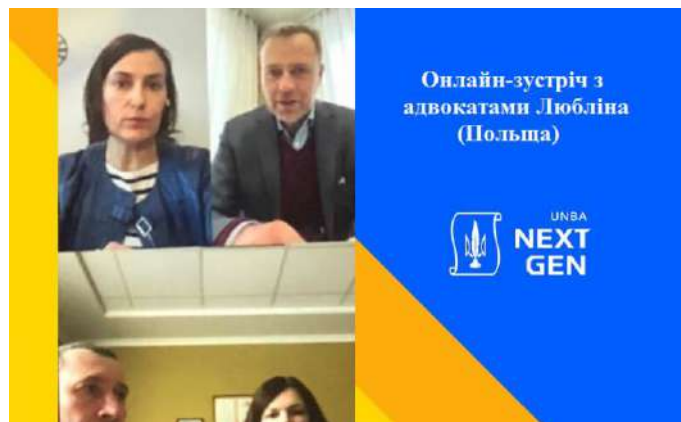 Онлайн-зустріч з
адвокатами Любліна
(Польща)
UNBA
NEXT
GEN